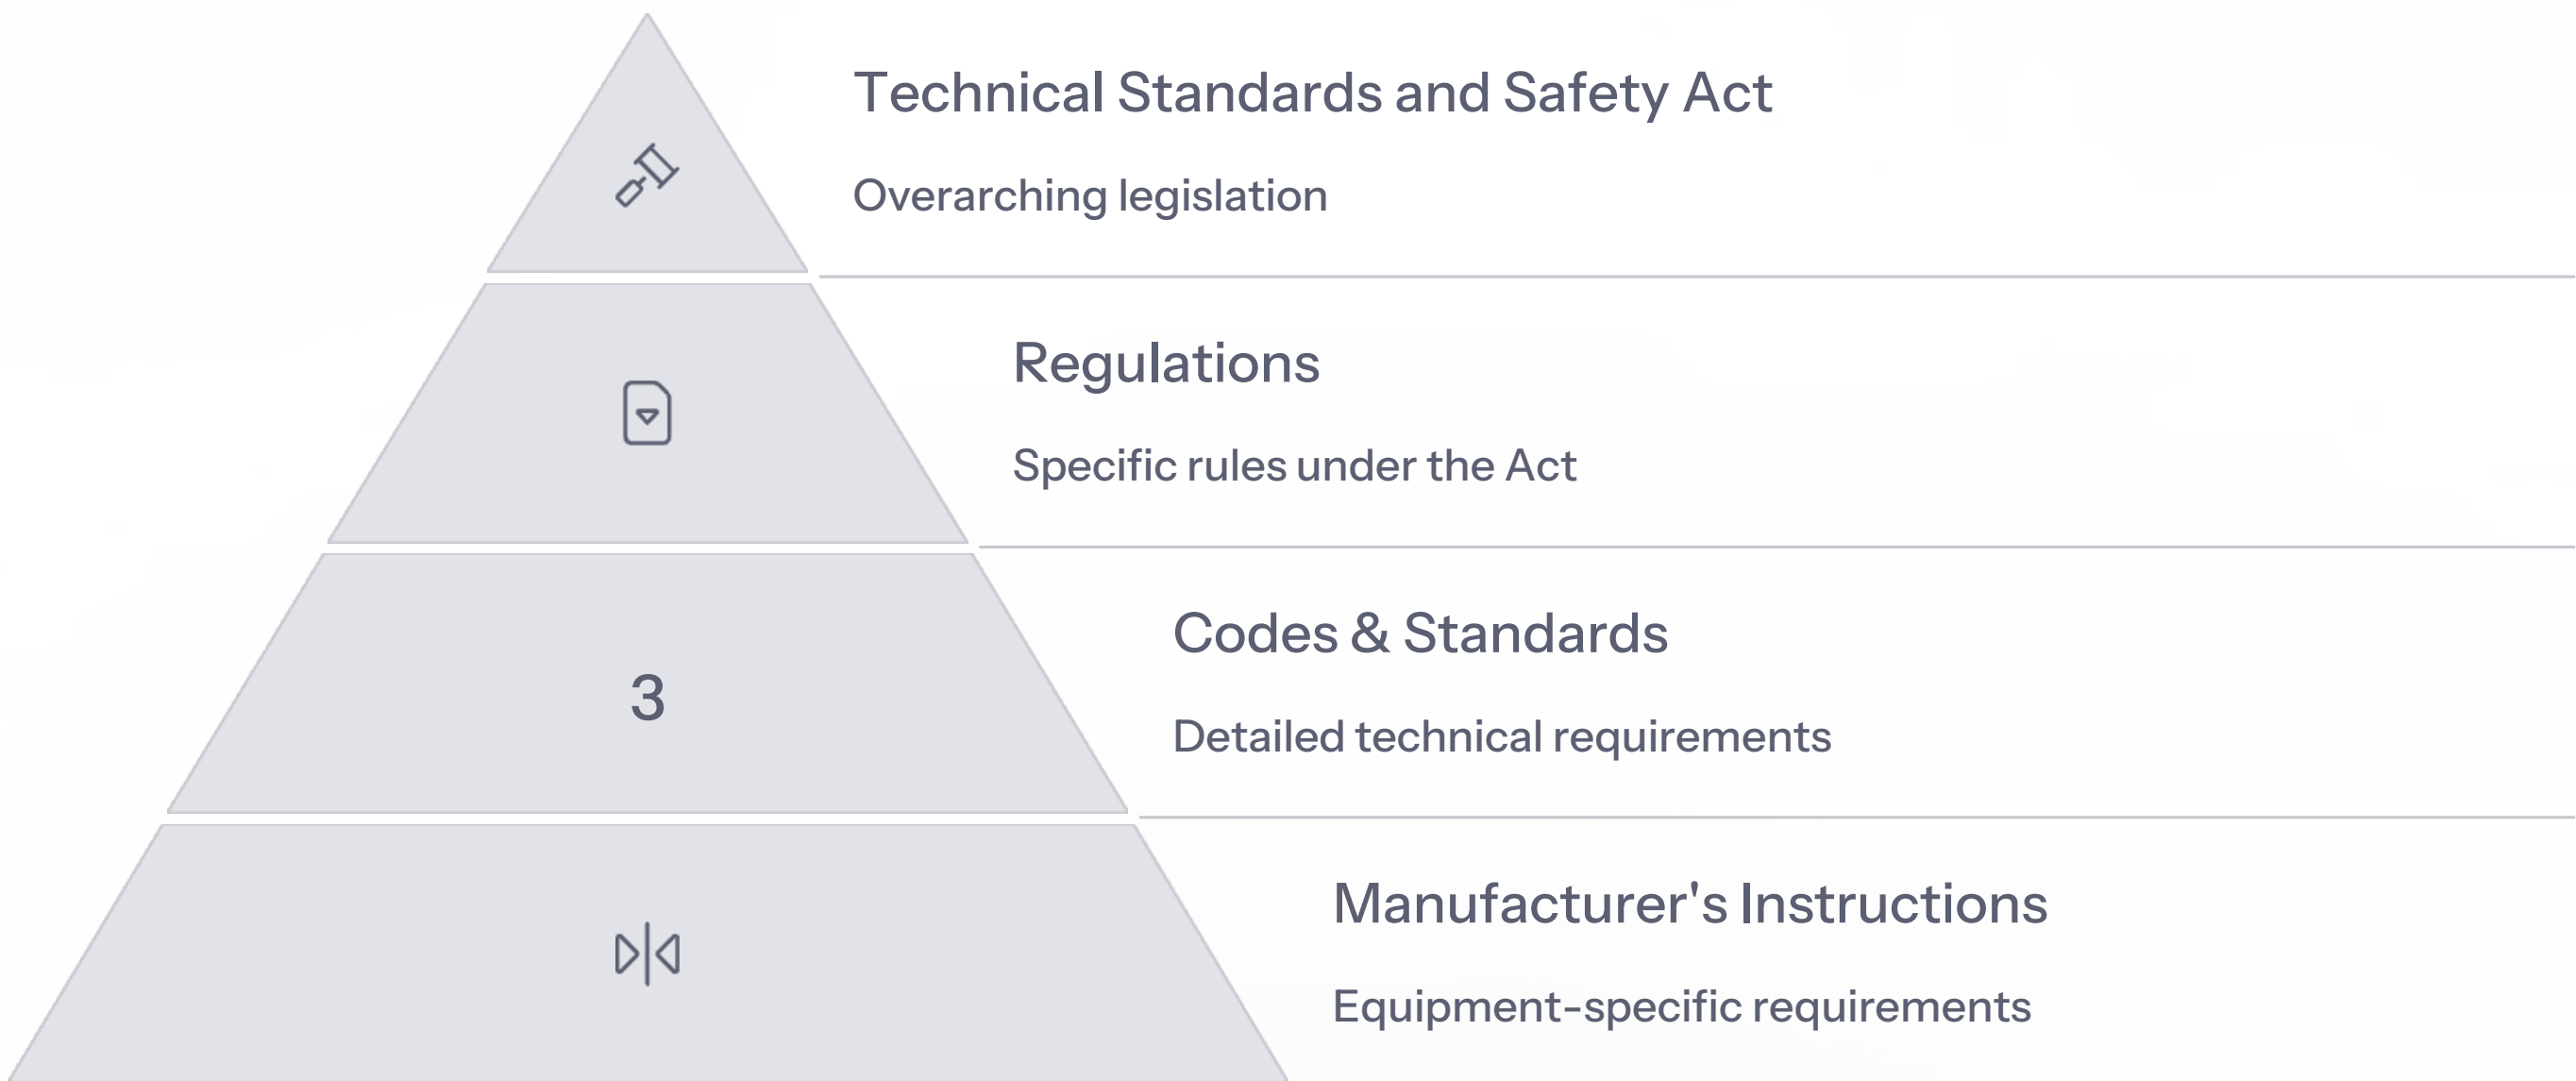 Technical Standards and Safety Act
Overarching legislation
Regulations
Specific rules under the Act
3
Codes & Standards
Detailed technical requirements
Manufacturer's Instructions
Equipment-specific requirements